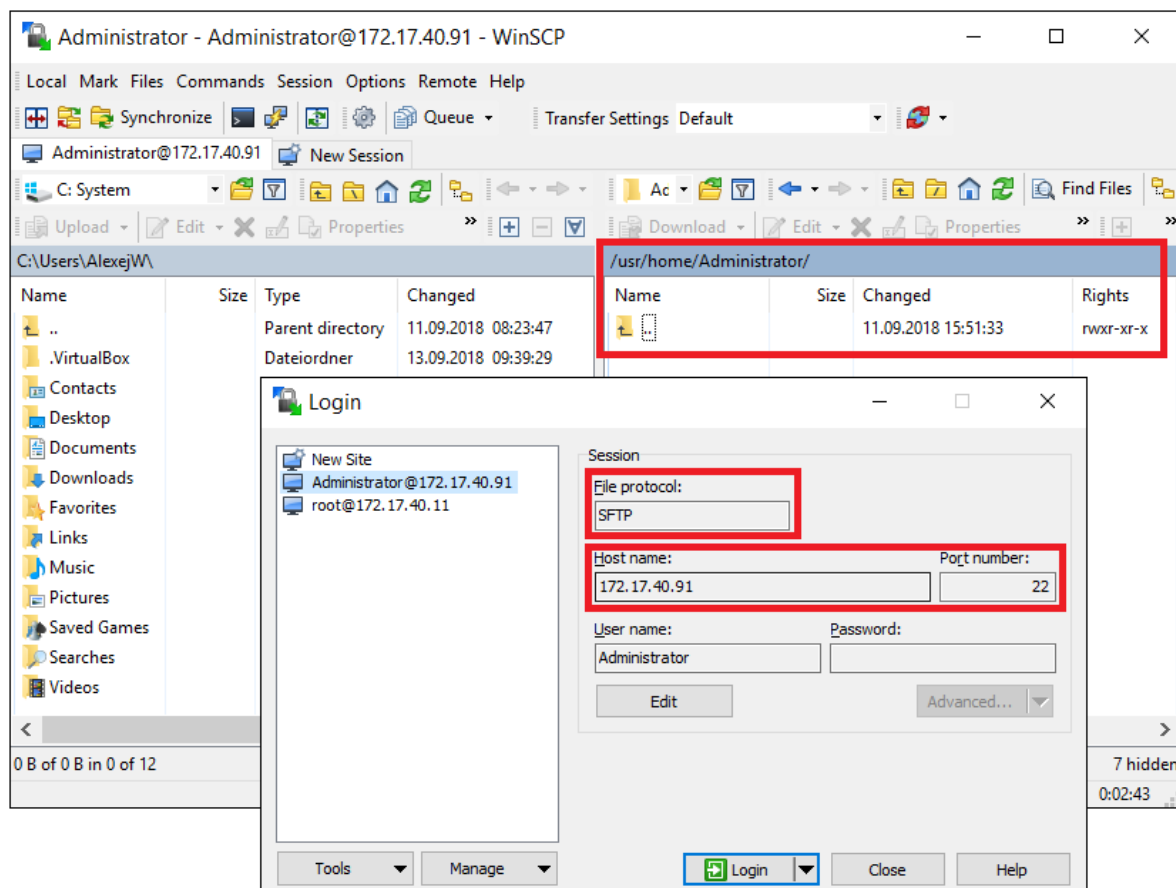 Administrator - Administrator@172.17.40.91 - WinSCP
Local Mark Files Commands Session Options Remote Help
Synchronize Queue Transfer Settings Default
Administrator@172.17.40.91 New Session
C: System Ac Find Files
Upload Edit Properties » Download Edit Properties » »
C:\Users\AlexejW\ /usr/home/Administrator/
Name Size Type Changed Name Size Changed Rights
.. Parent directory 11.09.2018 08:23:47 .. 11.09.2018 15:51:33 rwxr-xr-x
.VirtualBox Dateiordner 13.09.2018 09:39:29
Contacts
Desktop
Documents
Downloads
Favorites
Links
Music
Pictures
Saved Games
Searches
Videos
0 B of 0 B in 0 of 12 7 hidden
0:02:43
Login
New Site
Administrator@172.17.40.91
root@172.17.40.11
Session
File protocol:
SFTP
Host name: Port number:
172.17.40.91 22
User name: Password:
Administrator
Edit Advanced...
Tools Manage Login Close Help